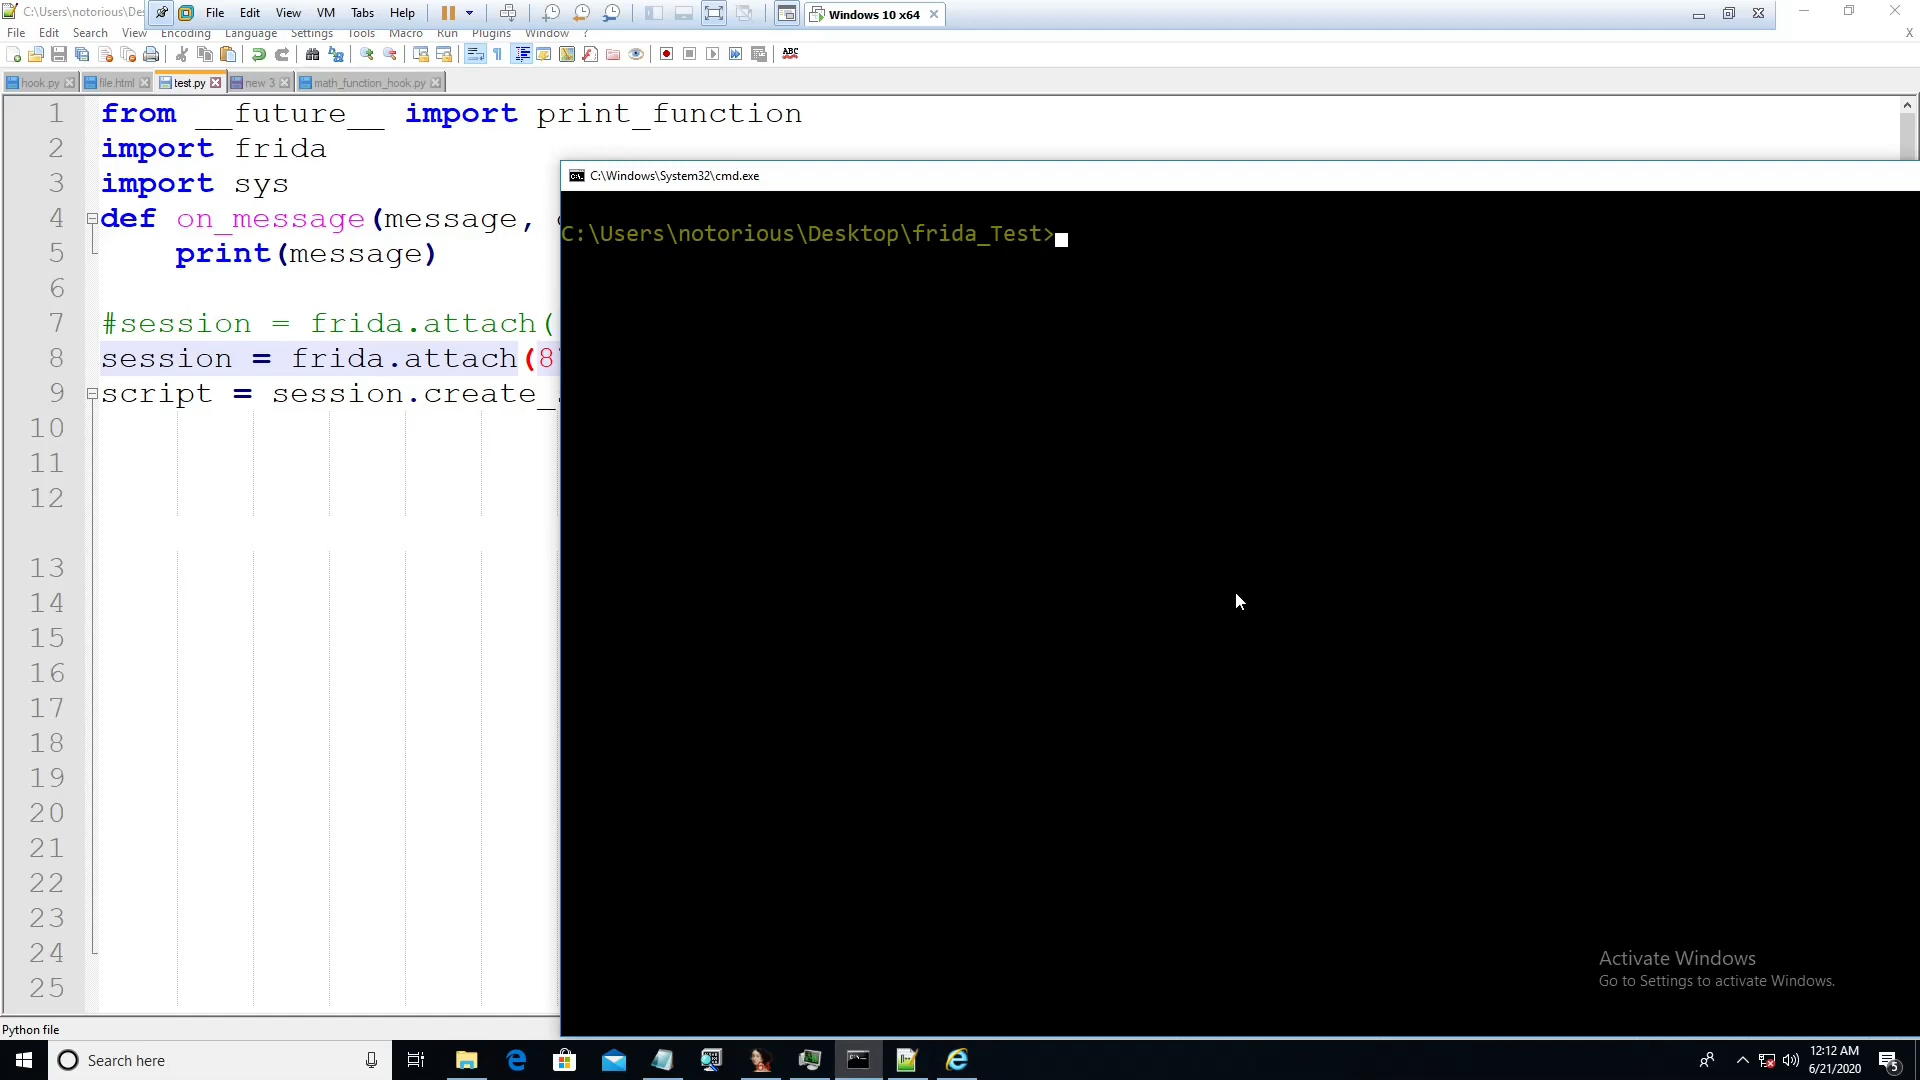 C:\Users\notorious\Des
File Edit View VM Tabs Help
Windows 10 x64
File Edit Search View Encoding Language Settings Tools Macro Run Plugins Window ?
X
ABC
hook.py file.html test.py new 3 math_function_hook.py
1 from __future__ import print_function
2 import frida
3 import sys
4 def on_message(message,
5 print(message)
6
7 #session = frida.attach(
8 session = frida.attach(8
9 script = session.create_
10
11
12
13
14
15
16
17
18
19
20
21
22
23
24
25
C:\Windows\System32\cmd.exe
C:\Users\notorious\Desktop\frida_Test>
Activate Windows
Go to Settings to activate Windows.
Python file
Search here
12:12 AM
6/21/2020
5